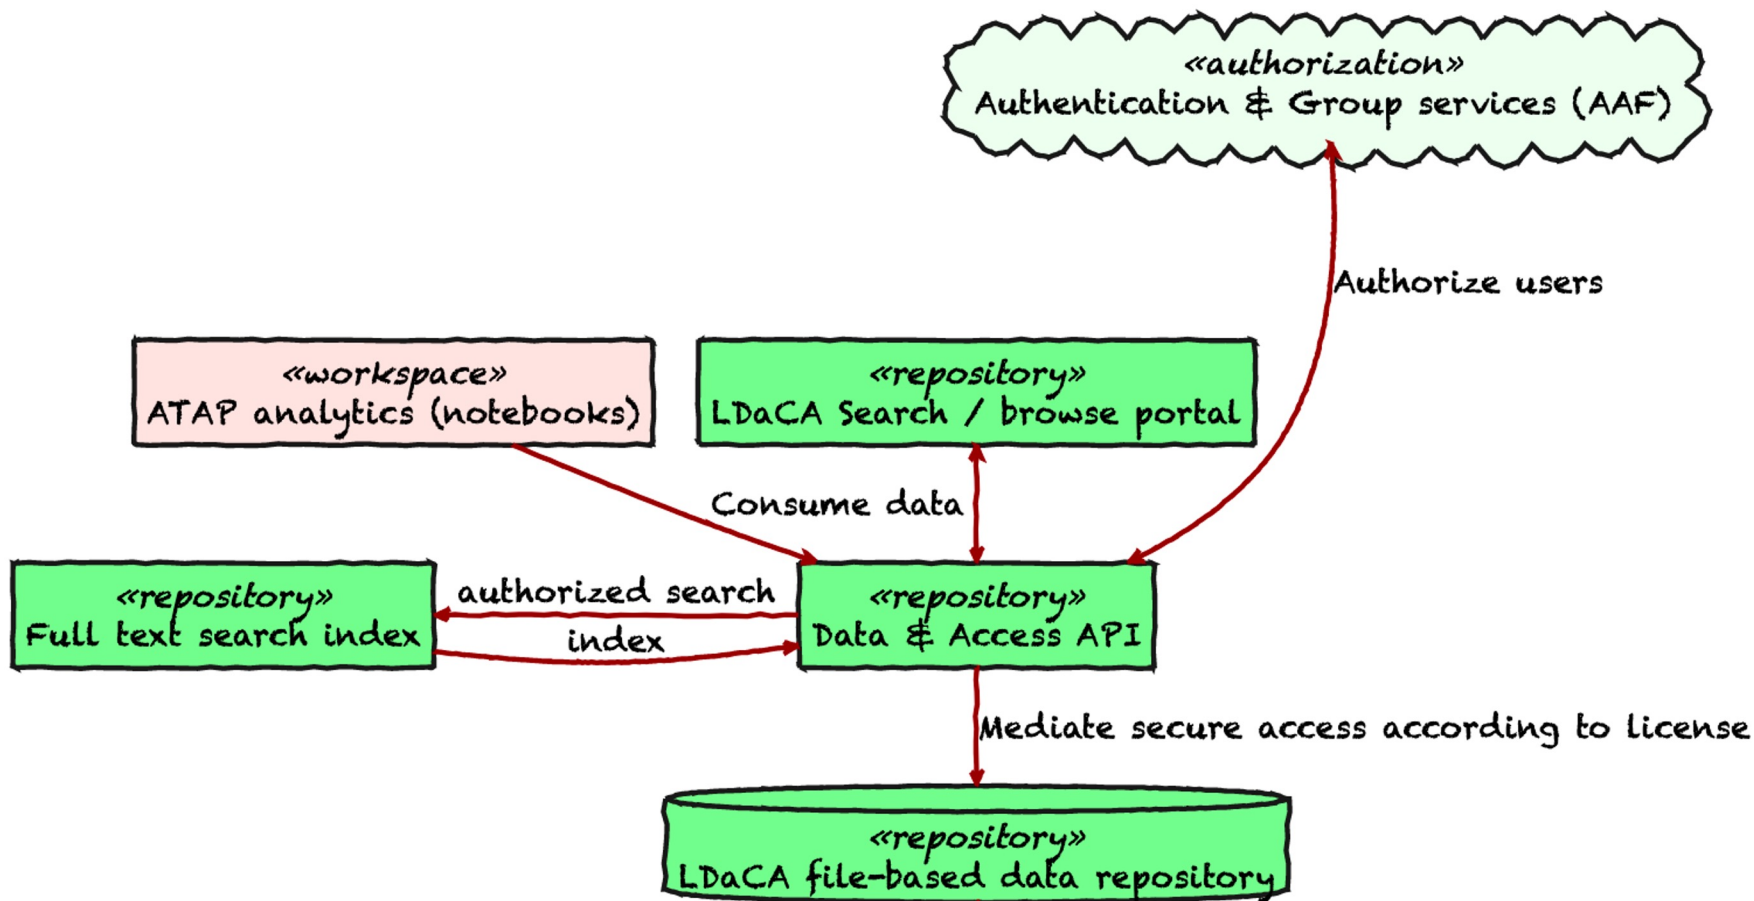 «authorization»
Authentication & Group services (AAF)
Authorize users
«workspace»
ATAP analytics (notebooks)
«repository»
LDaCA Search / browse portal
Consume data
«repository»
Full text search index
authorized search
index
«repository»
Data & Access API
Mediate secure access according to license
«repository»
LDaCA file-based data repository